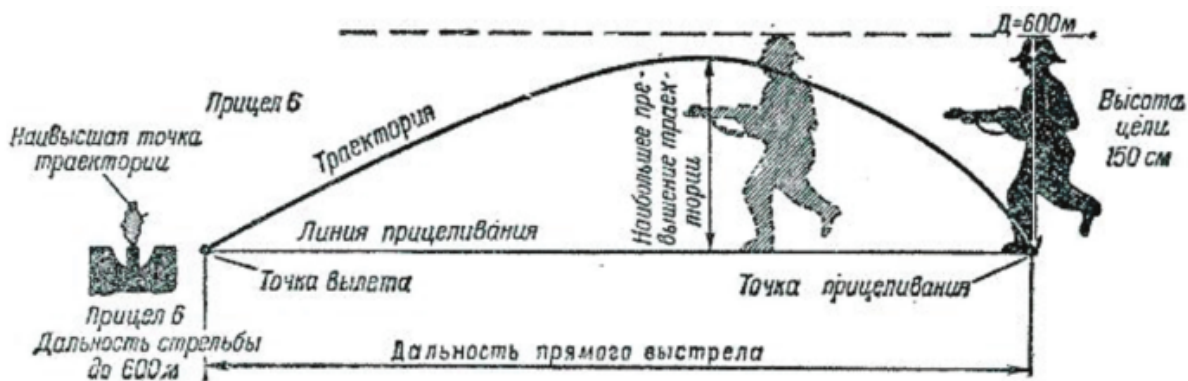 Д=600м
Прицел 6
Наивысшая точка
траектории
Траектория
Наибольшее пре-
вышение траек-
тории
Высота
цели
150 см
Линия прицеливания
Точка вылета
Точка прицеливания
Прицел 6
Дальность стрельбы
до 600м
Дальность прямого выстрела